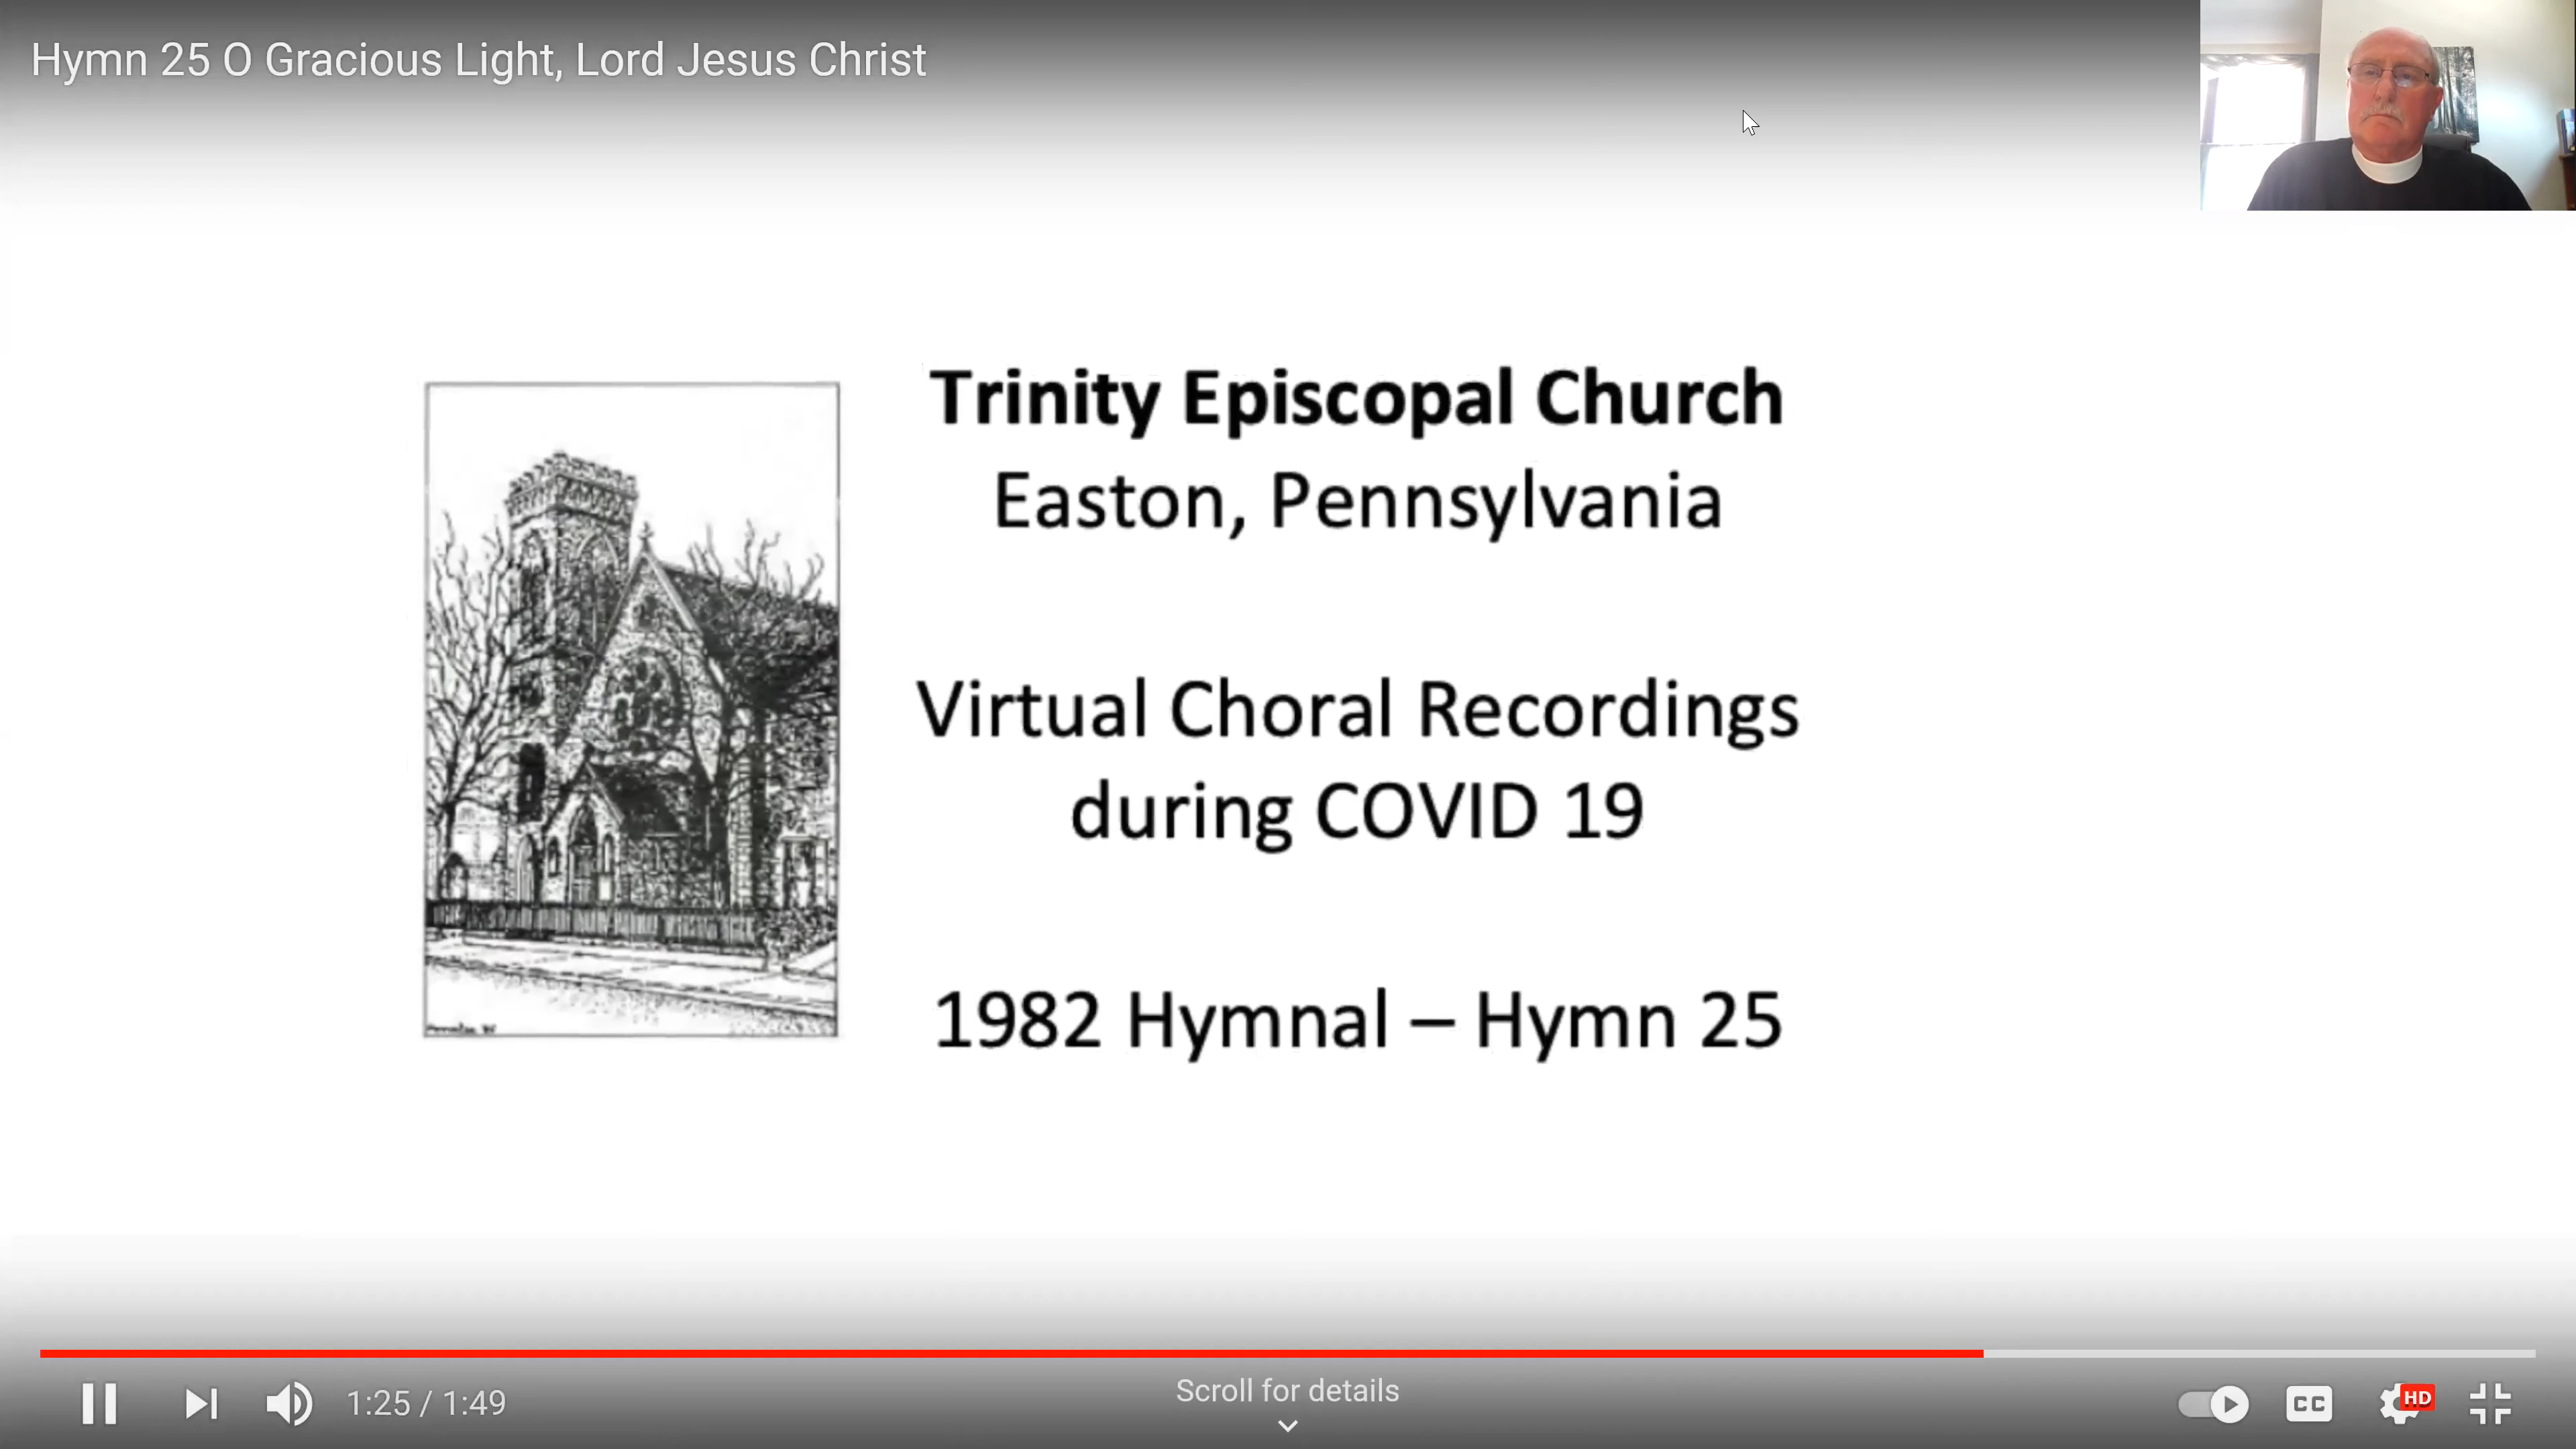 Hymn 25 O Gracious Light, Lord Jesus Christ
Trinity Episcopal Church
Easton, Pennsylvania
Virtual Choral Recordings
during COVID 19
1982 Hymnal – Hymn 25
1:25 / 1:49
Scroll for details
CC
HD